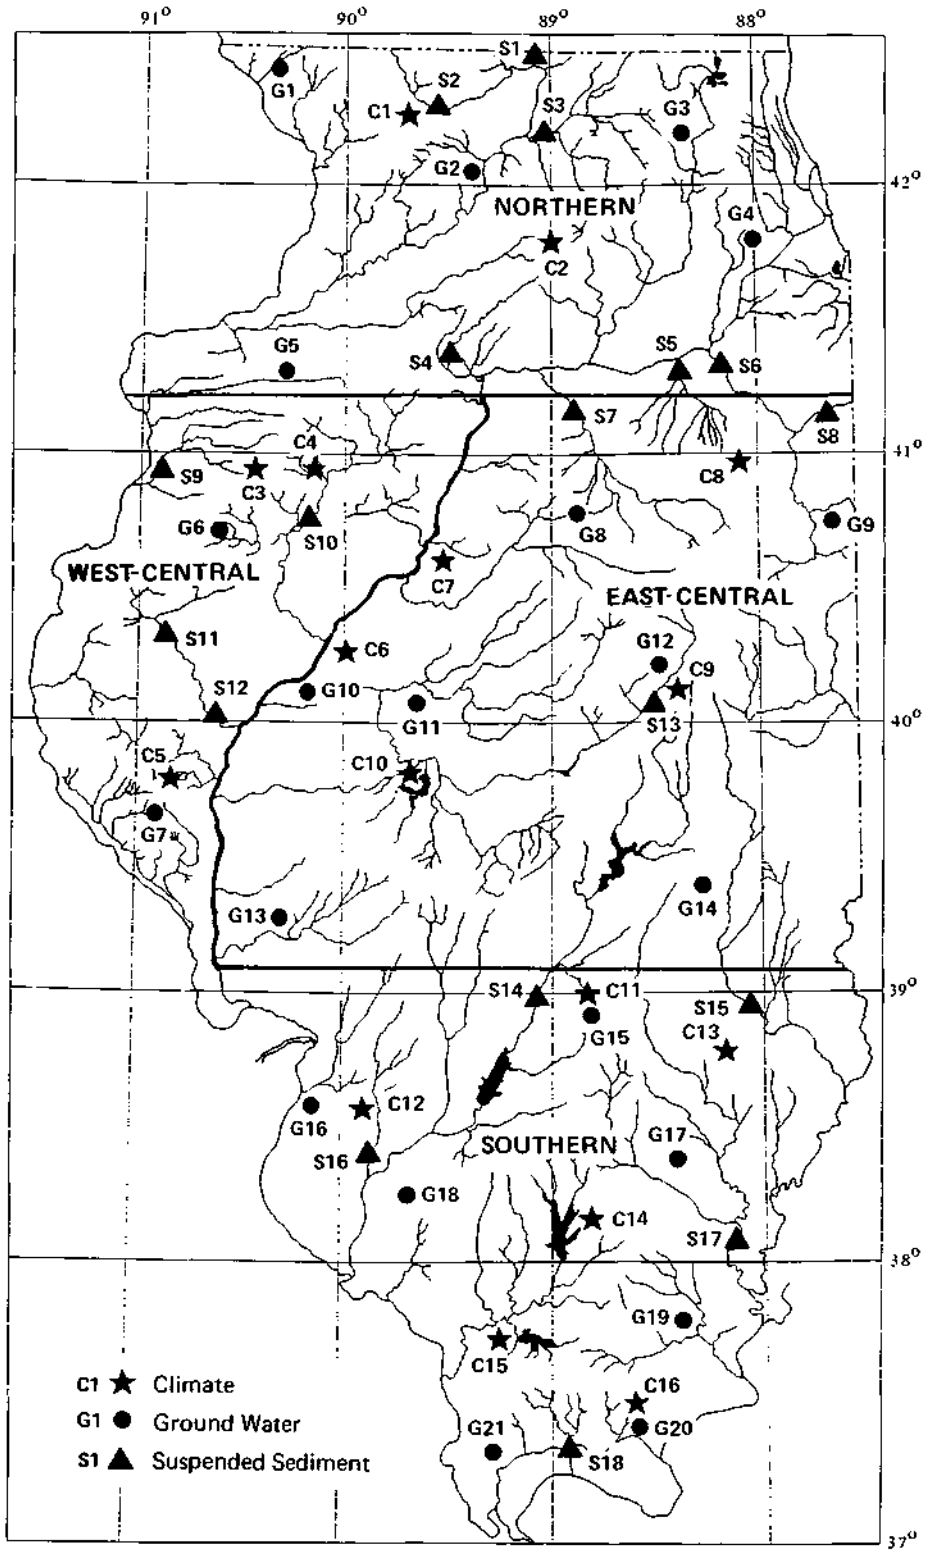 91° 90° 89° 88°
S1
G1
S2
C1
S3
G3
G2
42°
NORTHERN
G4
C2
G5
S4
S5
S6
S7
S8
C4
41°
S9
C3
C8
G6
S10
G8
G9
WEST-CENTRAL
C7
EAST-CENTRAL
S11
G12
C6
C9
S12
G10
G11
S13
40°
C5
C10
G7
G14
G13
S14
C11
39°
S15
G15
C13
C12
G16
G17
SOUTHERN
S16
G18
C14
S17
38°
G19
C15
C1 Climate
C16
G1 Ground Water
G21
G20
S1 Suspended Sediment
S18
37°